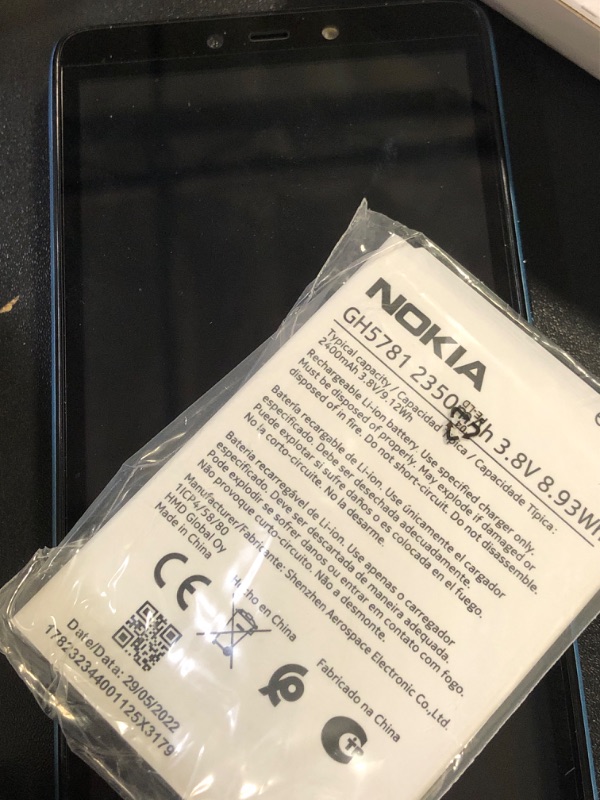 NOKIA
GH5781 2350mAh 3.8V 8.93Wh
Typical capacity / Capacidad típica / Capacidade Típica:
2400mAh 3.8V/9.12Wh
Rechargeable Li-ion battery. Use specified charger only.
Must be disposed of properly. May explode if damaged or
disposed of in fire. Do not short-circuit. Do not disassemble.
Batería recargable de Li-ion. Use únicamente el cargador
especificado. Debe ser desechada adecuadamente.
Puede explotar si sufre daños o es colocada en el fuego.
No la corto-circuite. No la desarme.
Bateria recarregável de Li-ion. Use apenas o carregador
especificado. Deve ser descartada de maneira adequada.
Pode explodir se sofrer danos ou entrar em contato com fogo.
Não provoque curto-circuito. Não a desmonte.
Manufacturer/Fabricante: Shenzhen Aerospace Electronic Co.,Ltd.
1ICP4/58/80
HMD Global Oy
Made in China
Hecho en China
Fabricado na China
CE
Date/Data: 29/05/2022
178232344001125X3179